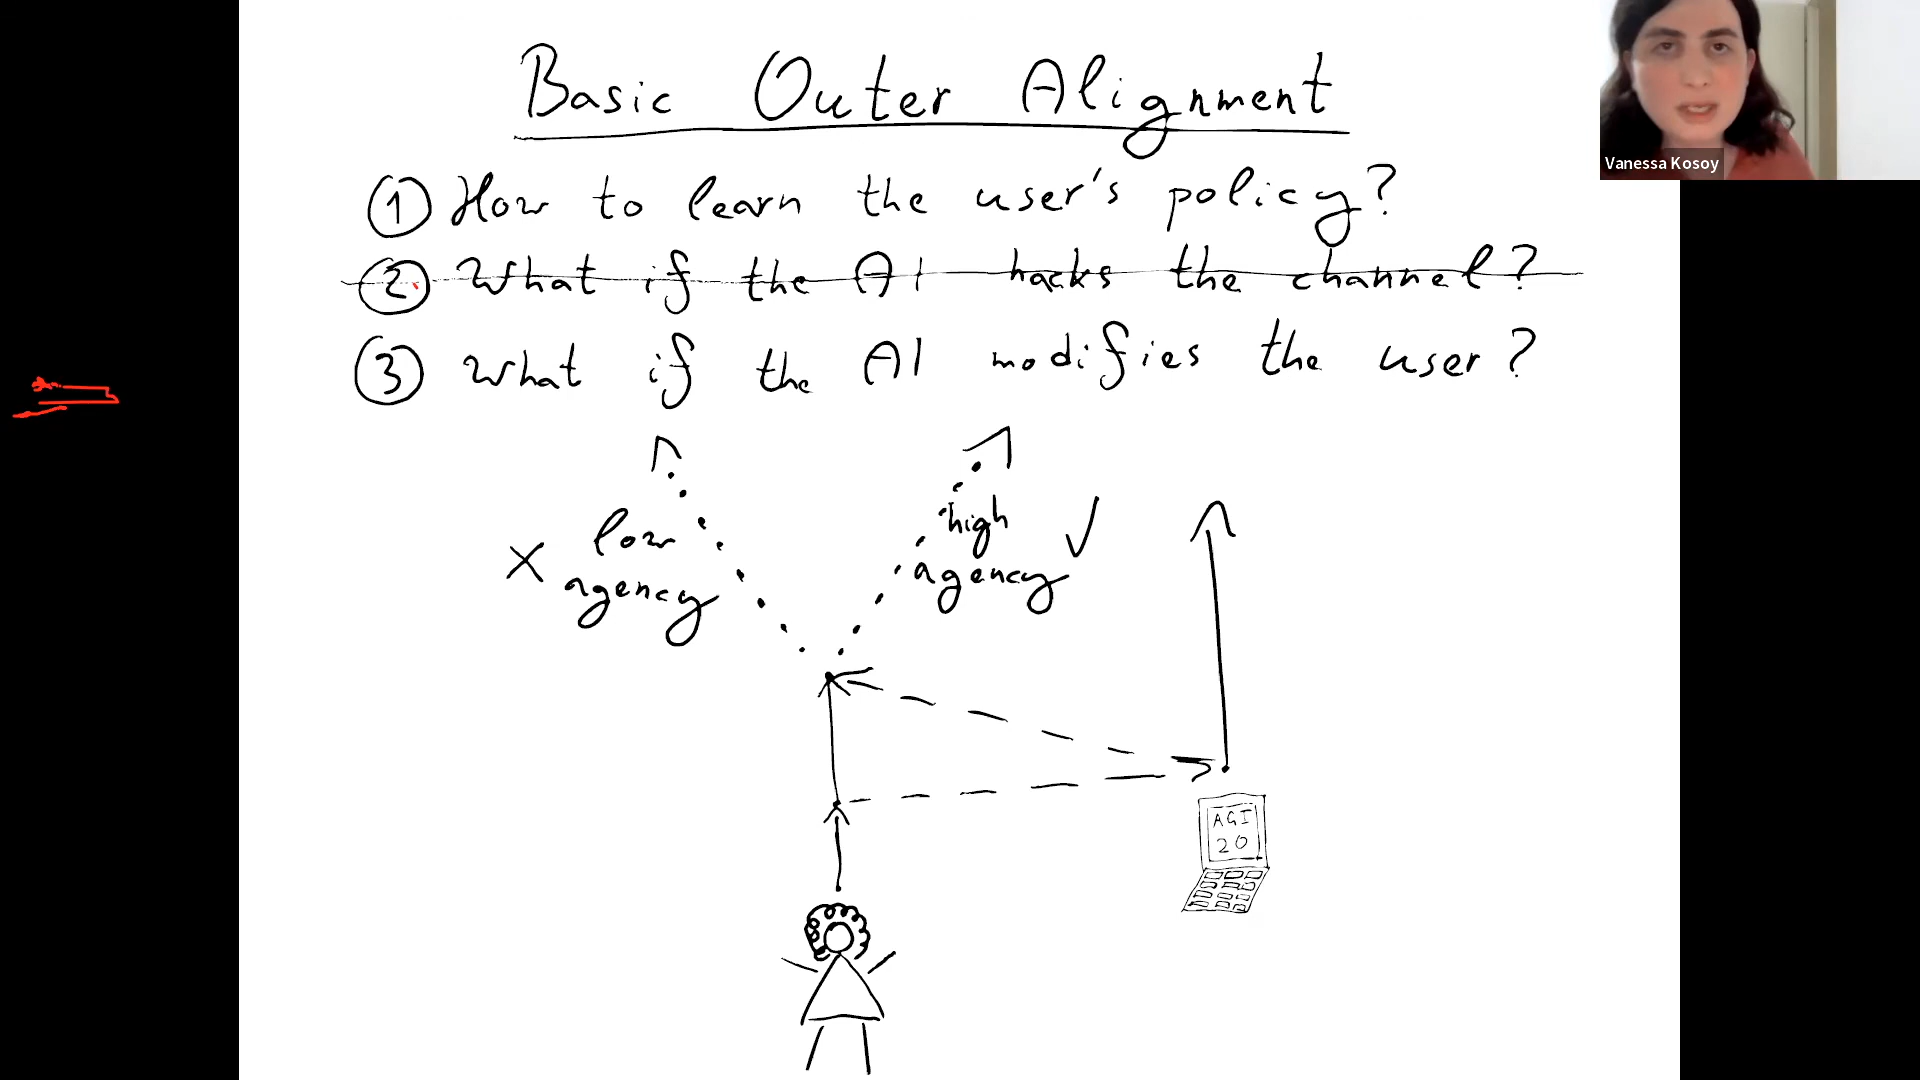 Basic Outer Alignment
① How to learn the user's policy?
② What if the AI hacks the channel?
③ What if the AI modifies the user?
low
agency
high
agency
AGI
20
Vanessa Kosoy